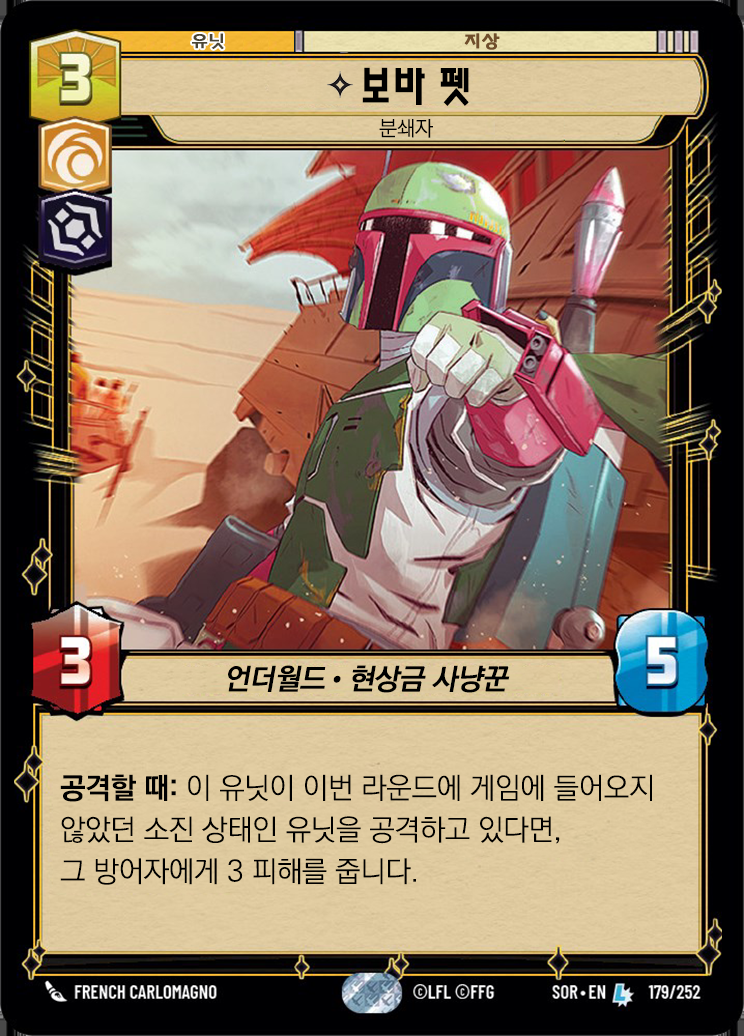 유닛
지상
3
보바 펫
분쇄자
3
5
언더월드 • 현상금 사냥꾼
공격할 때: 이 유닛이 이번 라운드에 게임에 들어오지
않았던 소진 상태인 유닛을 공격하고 있다면,
그 방어자에게 3 피해를 줍니다.
FRENCH CARLOMAGNO
©LFL ©FFG
SOR • EN L 179/252